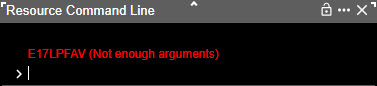 Resource Command Line
E17LPFAV (Not enough arguments)
>